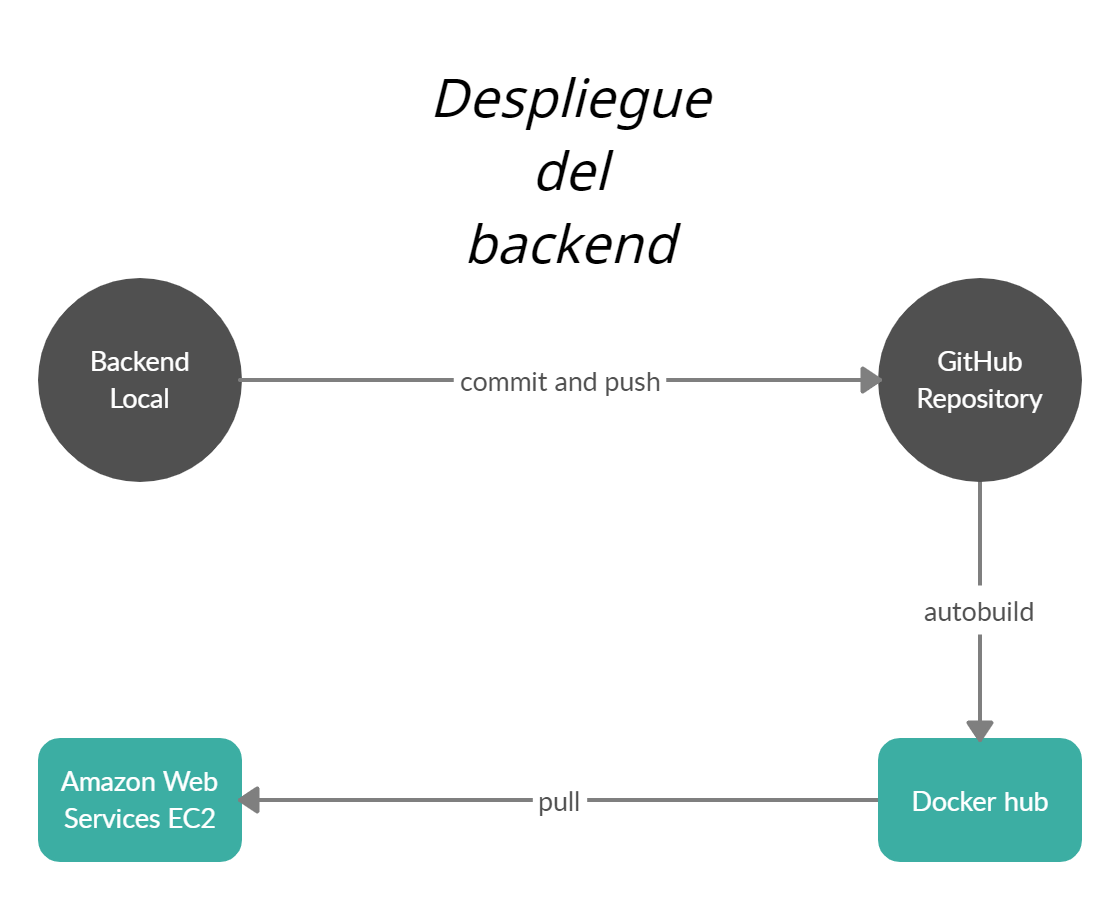 Despliegue
del
backend
Backend
Local
commit and push
GitHub
Repository
autobuild
Amazon Web
Services EC2
pull
Docker hub